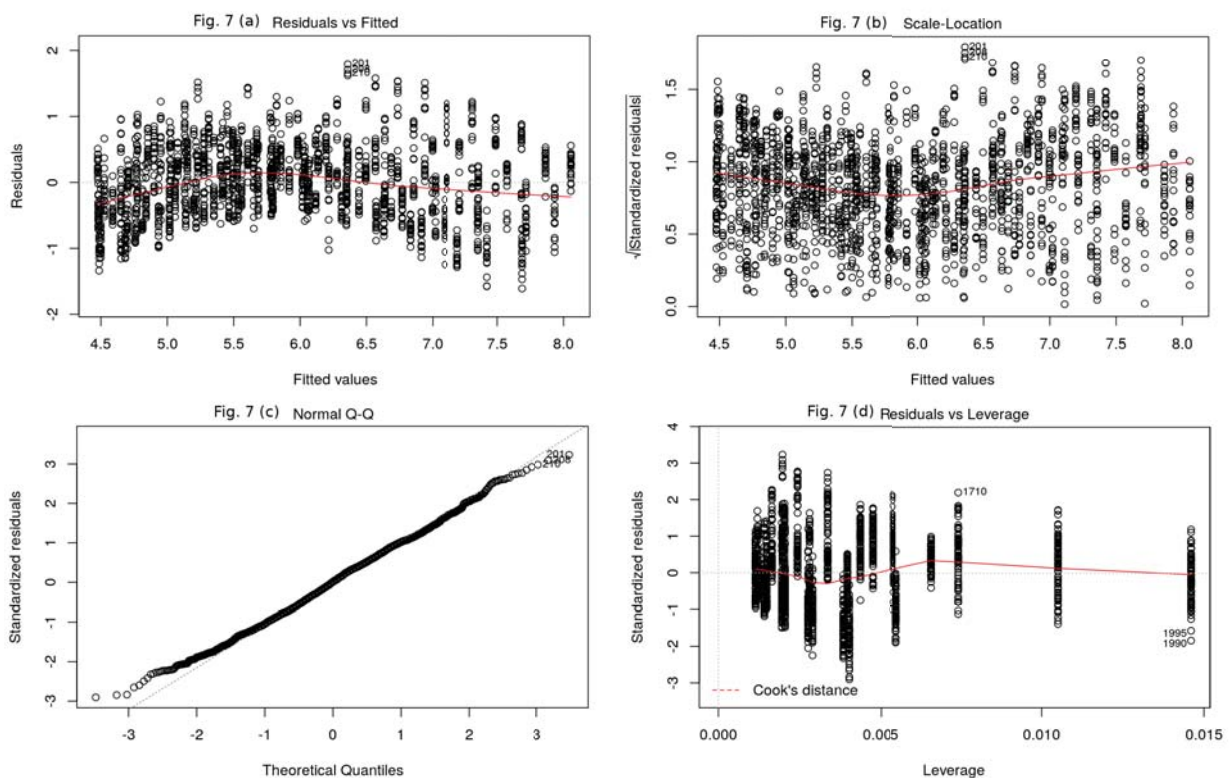 Fig. 7 (a) Residuals vs Fitted
Residuals
2
1
0
-1
-2
201
210
4.5 5.0 5.5 6.0 6.5 7.0 7.5 8.0
Fitted values
Fig. 7 (b) Scale-Location
√|Standardized residuals|
1.5
1.0
0.5
0.0
201
210
4.5 5.0 5.5 6.0 6.5 7.0 7.5 8.0
Fitted values
Fig. 7 (c) Normal Q-Q
Standardized residuals
3
2
1
0
-1
-2
-3
201
210
-3 -2 -1 0 1 2 3
Theoretical Quantiles
Fig. 7 (d) Residuals vs Leverage
Standardized residuals
4
3
2
1
0
-1
-2
-3
1710
1995
1990
Cook's distance
0.000 0.005 0.010 0.015
Leverage